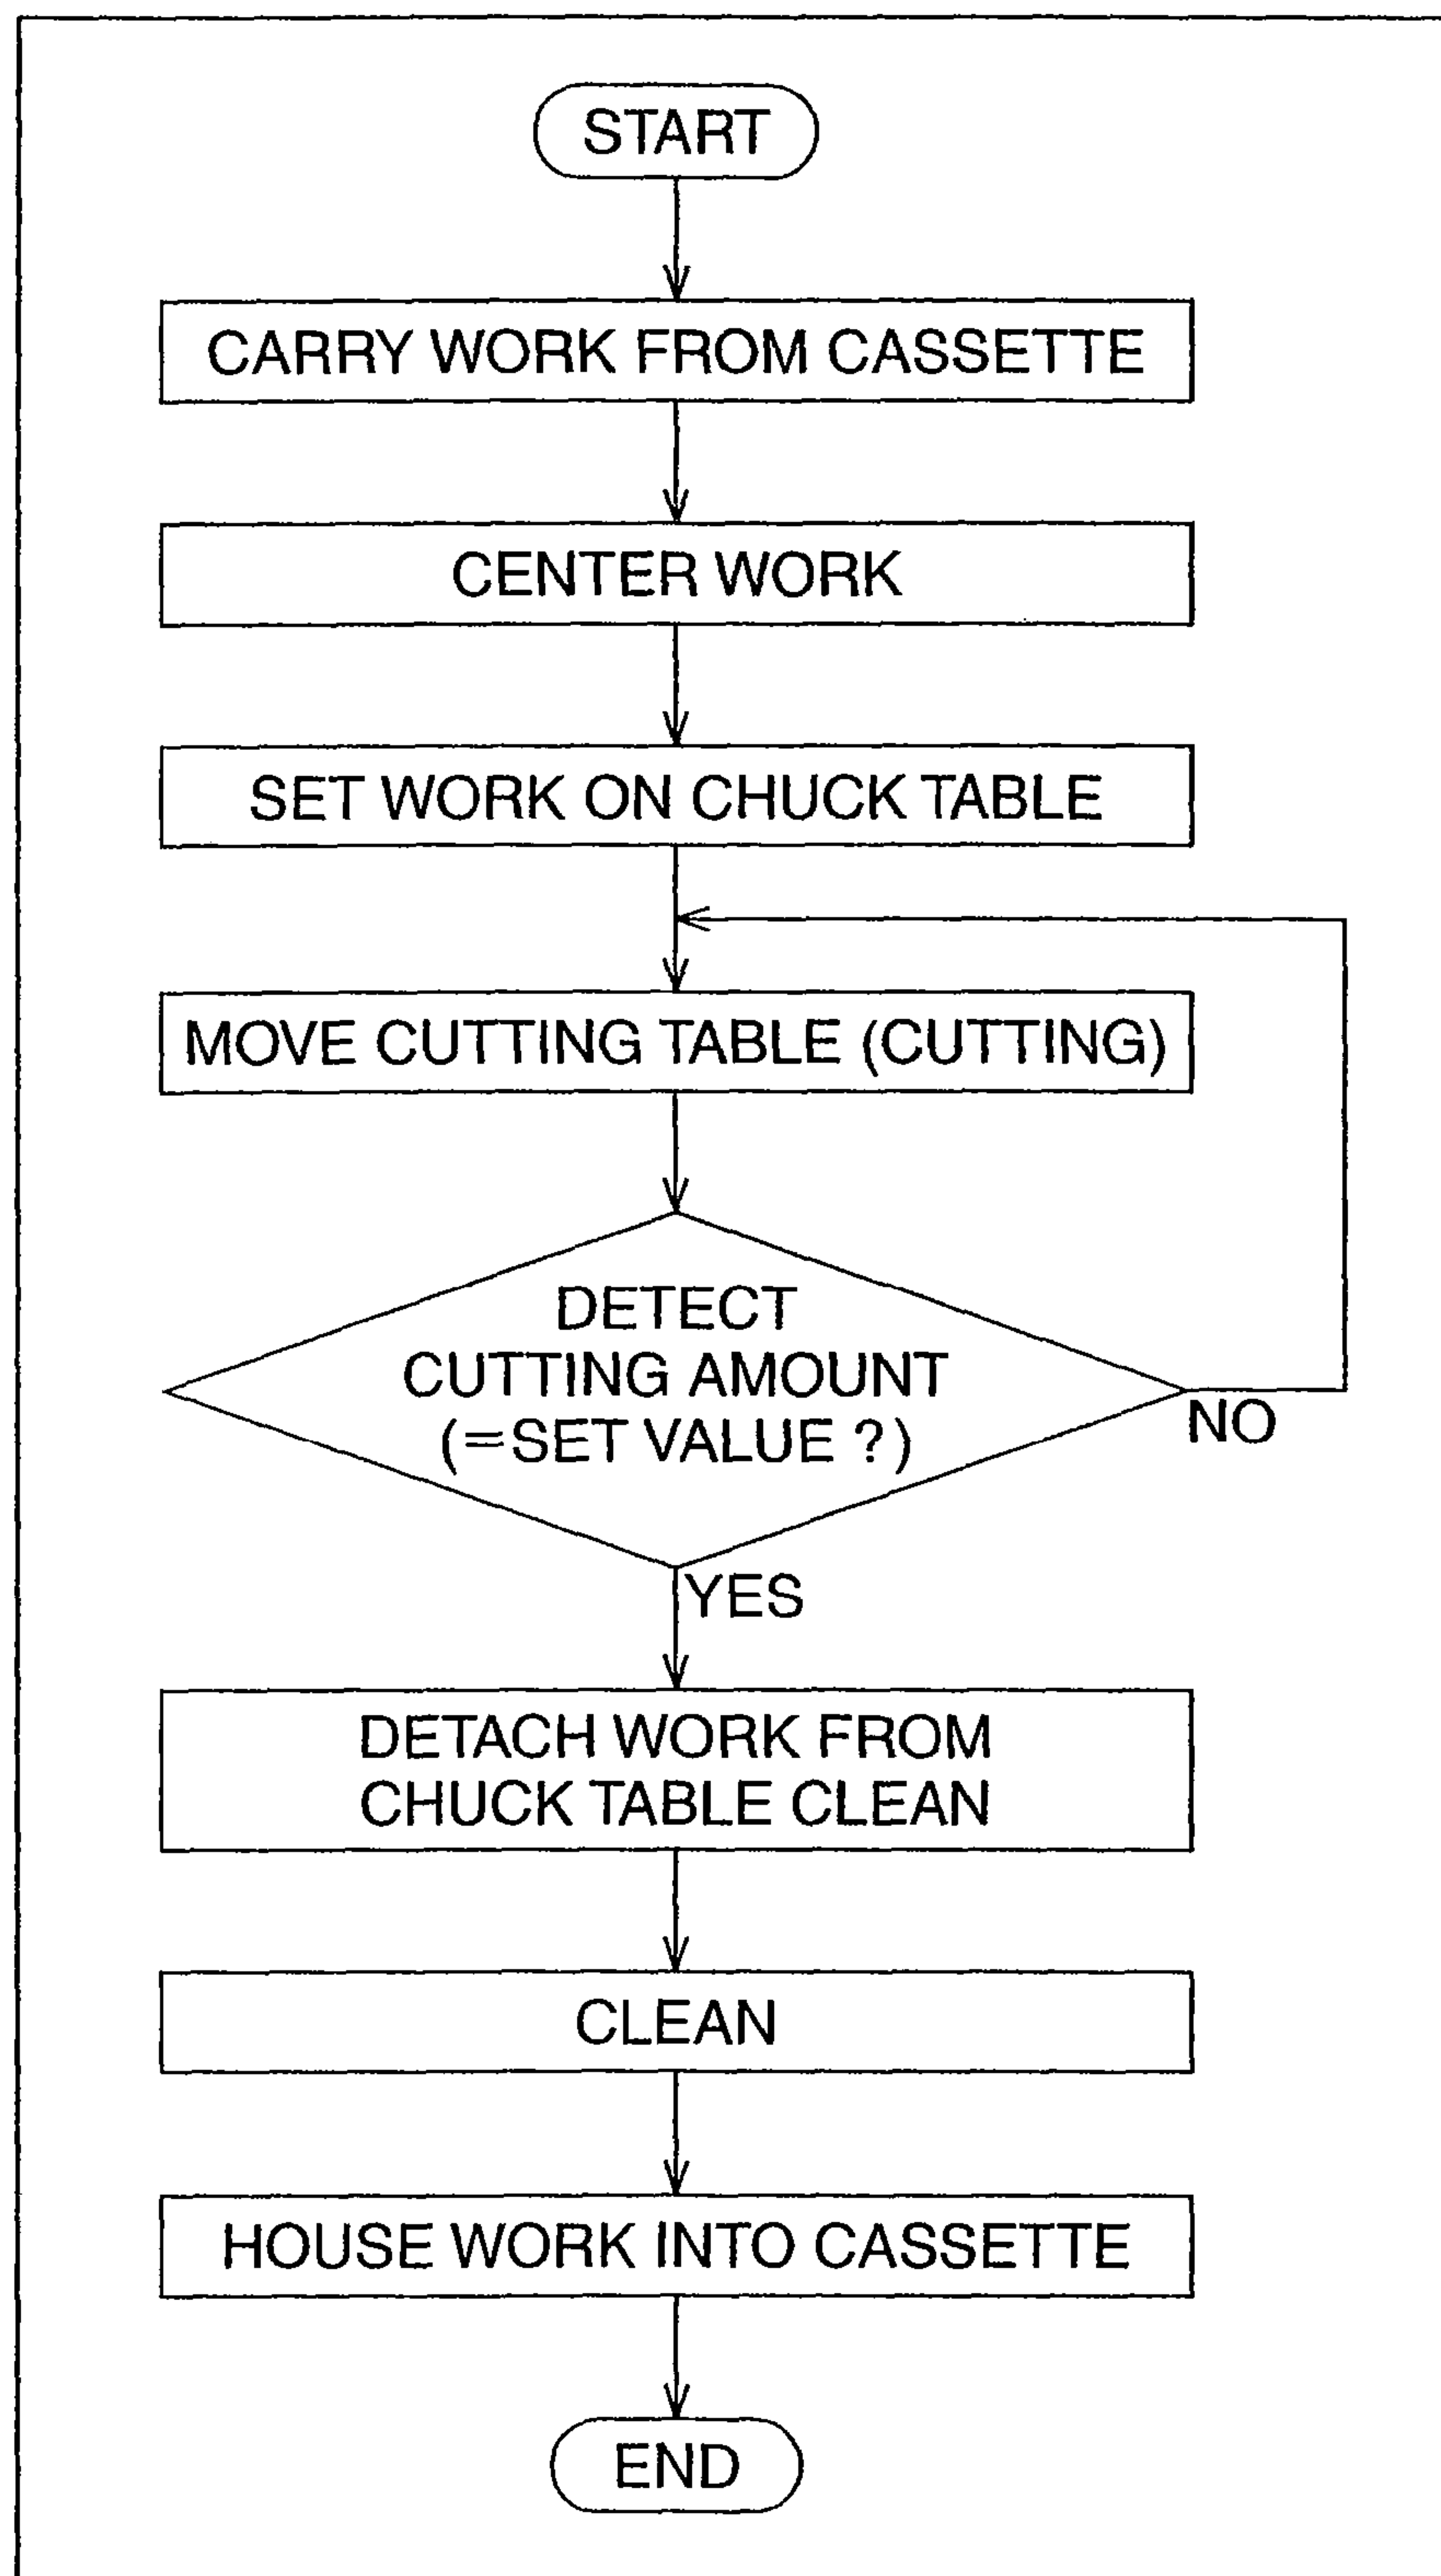 START
CARRY WORK FROM CASSETTE
CENTER WORK
SET WORK ON CHUCK TABLE
MOVE CUTTING TABLE (CUTTING)
DETECT
CUTTING AMOUNT
(=SET VALUE ?)
NO
YES
DETACH WORK FROM
CHUCK TABLE CLEAN
CLEAN
HOUSE WORK INTO CASSETTE
END